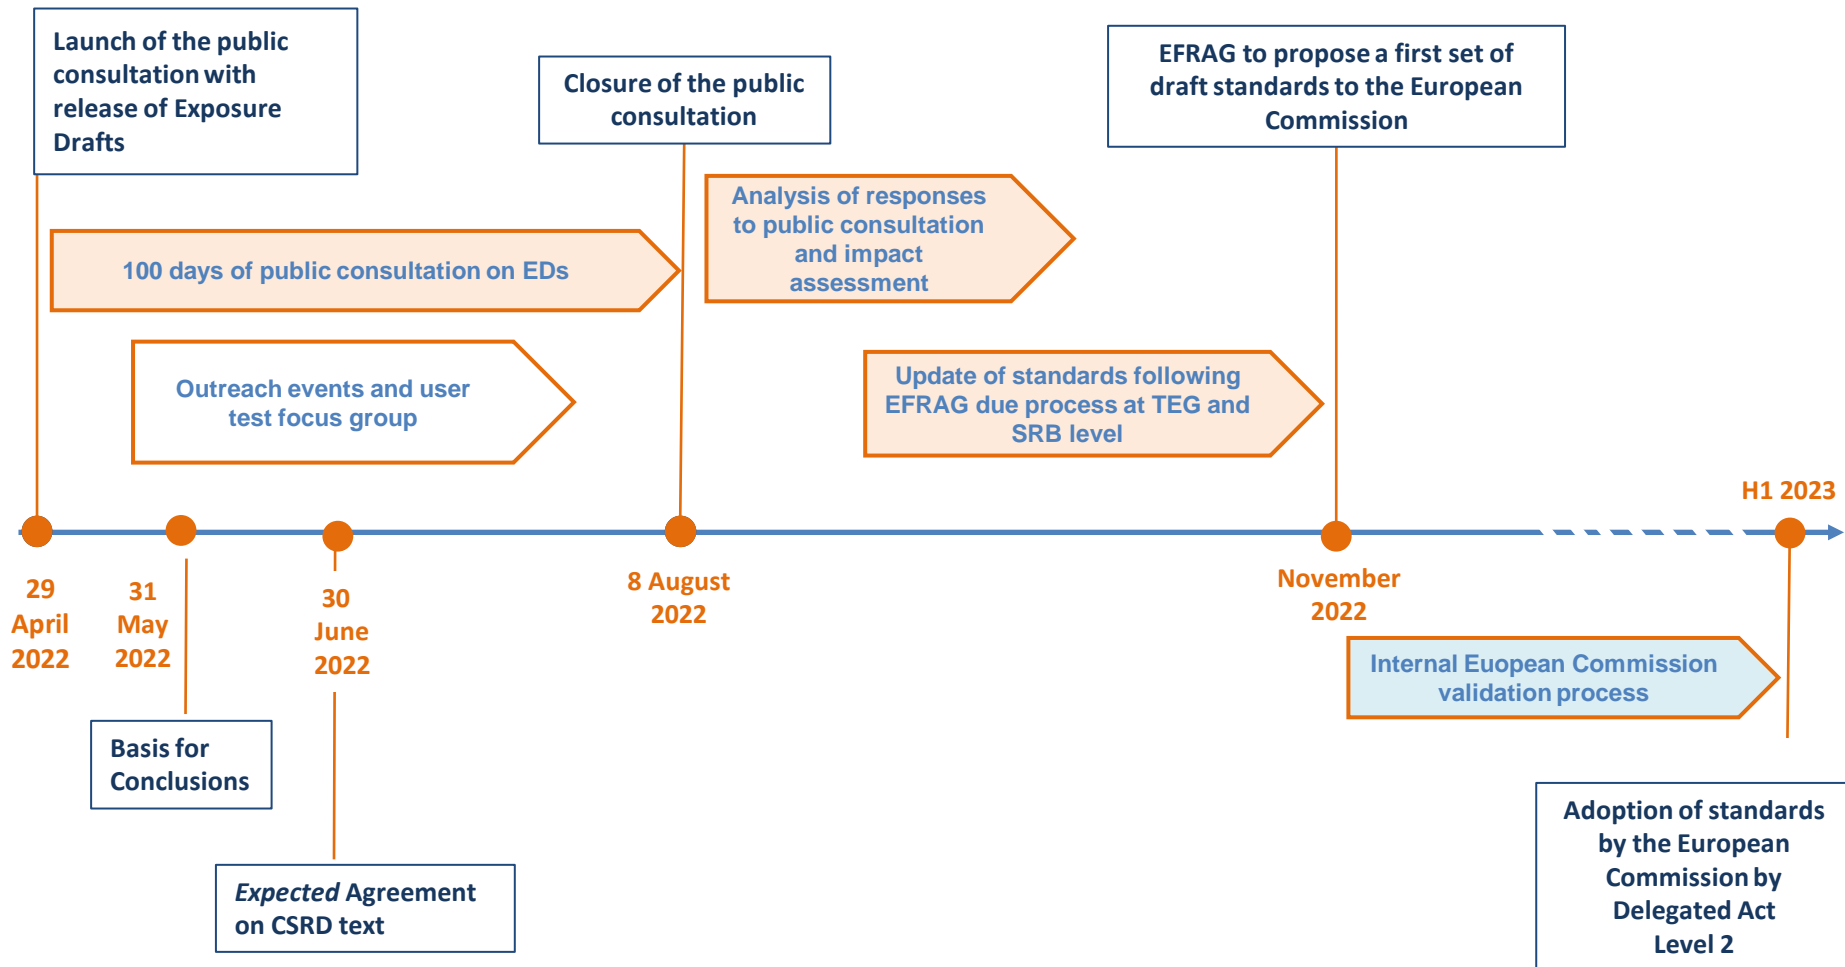 Launch of the public
consultation with
release of Exposure
Drafts
Closure of the public
consultation
EFRAG to propose a first set of
draft standards to the European
Commission
Analysis of responses
to public consultation
and impact
assessment
100 days of public consultation on EDs
Outreach events and user
test focus group
Update of standards following
EFRAG due process at TEG and
SRB level
H1 2023
29
April
2022
31
May
2022
30
June
2022
8 August
2022
November
2022
Internal Euopean Commission
validation process
Basis for
Conclusions
Expected Agreement
on CSRD text
Adoption of standards
by the European
Commission by
Delegated Act
Level 2